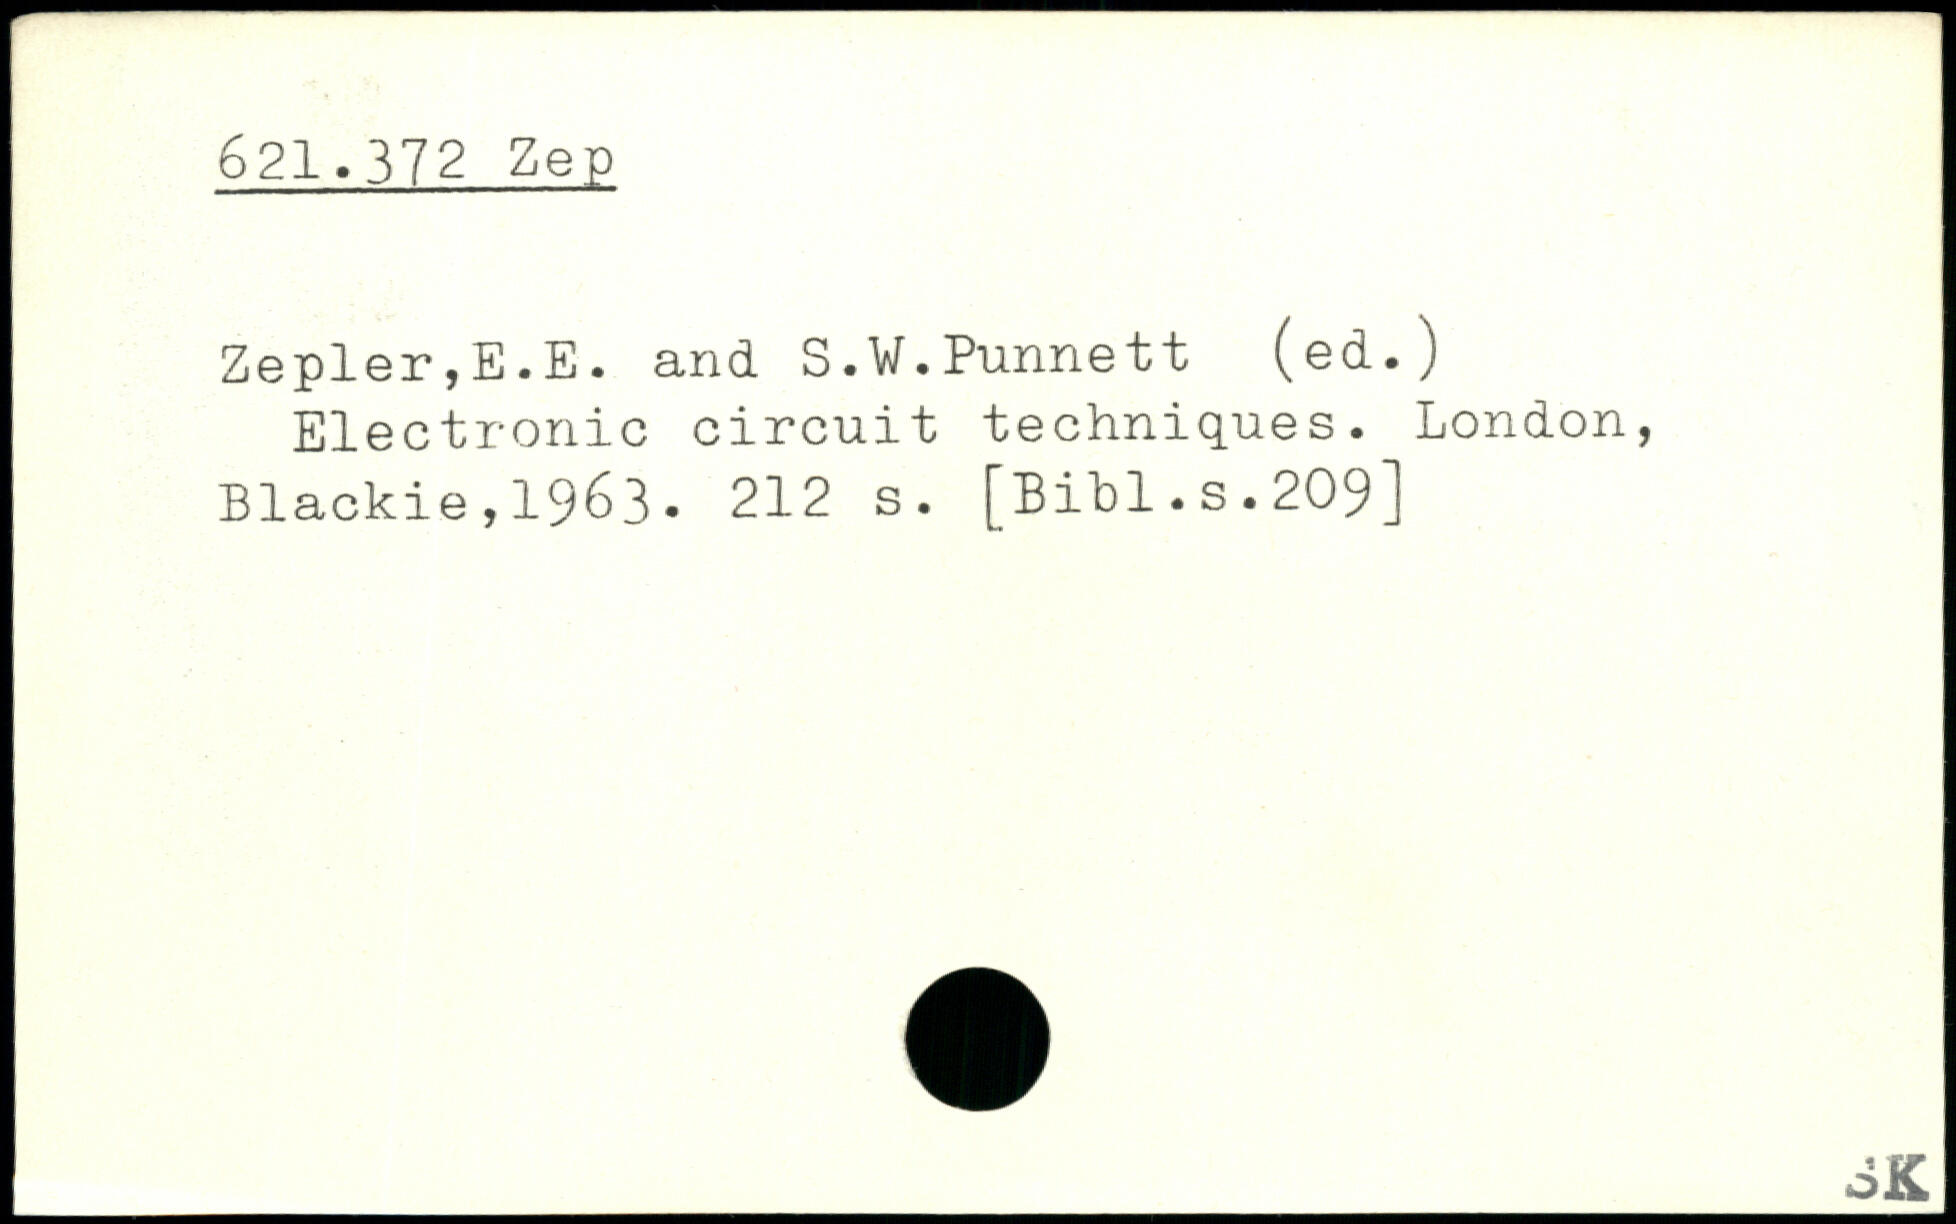 621.372 Zep
Zepler,E.E. and S.W.Punnett (ed.)
Electronic circuit techniques. London,
Blackie,1963. 212 s. [Bibl.s.209]
SK